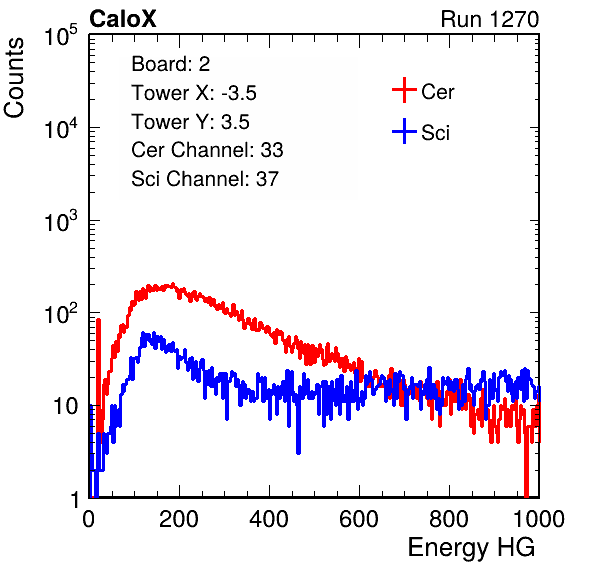 CaloX Run 1270
Counts
10^5
10^4
10^3
10^2
10
1
Board: 2
Tower X: -3.5
Tower Y: 3.5
Cer Channel: 33
Sci Channel: 37
Cer
Sci
0 200 400 600 800 1000
Energy HG